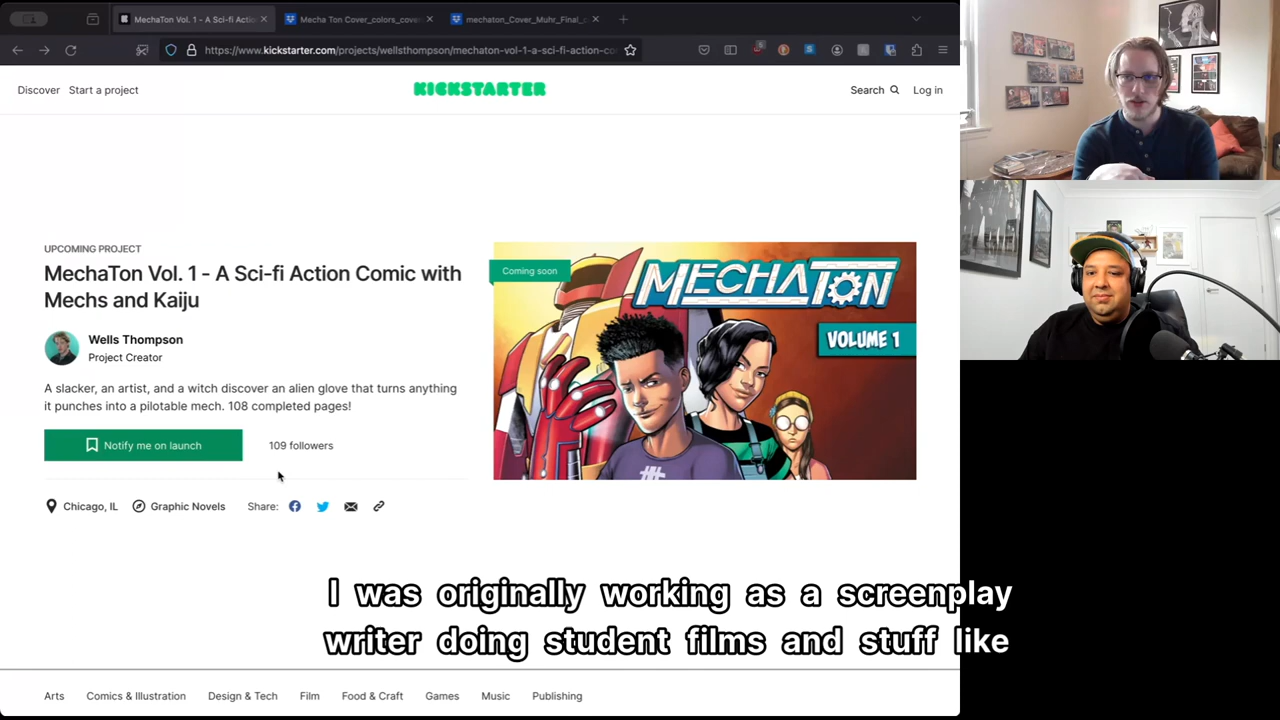 MechaTon Vol. 1 - A Sci-fi Actio
Mecha Ton Cover_colors_cove
mechaton_Cover_Muhr_Final_
https://www.kickstarter.com/projects/wellsthompson/mechaton-vol-1-a-sci-fi-action-co
Discover Start a project
KICKSTARTER
Search Log in
UPCOMING PROJECT
MechaTon Vol. 1 - A Sci-fi Action Comic with
Mechs and Kaiju
Wells Thompson
Project Creator
A slacker, an artist, and a witch discover an alien glove that turns anything
it punches into a pilotable mech. 108 completed pages!
Notify me on launch
109 followers
Chicago, IL Graphic Novels Share:
Coming soon
MECHATON
VOLUME 1
I was originally working as a screenplay
writer doing student films and stuff like
Arts Comics & Illustration Design & Tech Film Food & Craft Games Music Publishing